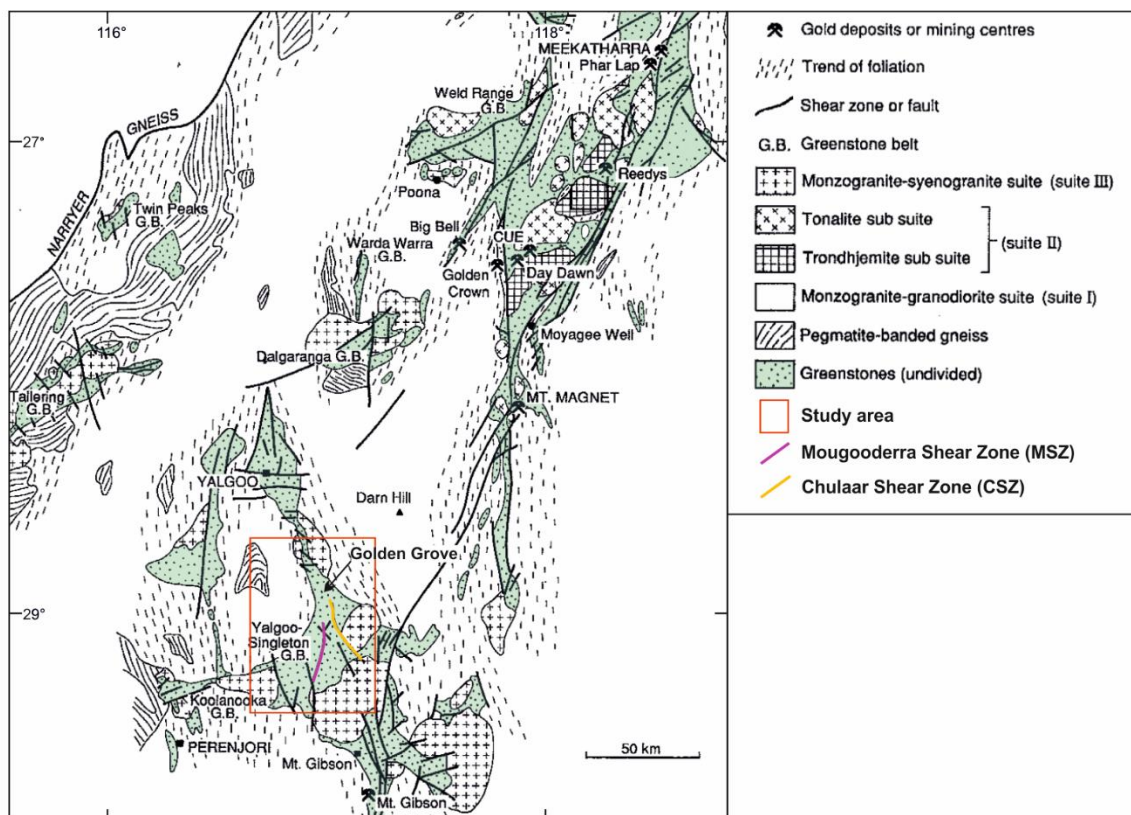 116°
118°
MEEKATHARRA
Phar Lap
Weld Range
G.B.
27°
GNEISS
NARRYER
Poona
Reedys
Twin Peaks
G.B.
Big Bell
CUE
Warda Warra
G.B.
Golden
Crown
Day Dawn
Moyagee Well
Dalgaranga G.B.
Tallering
G.B.
MT. MAGNET
YALGOO
Darn Hill
Golden Grove
29°
Yalgoo-
Singleton
G.B.
Koolanooka
G.B.
PERENJORI
Mt. Gibson
50 km
Mt. Gibson
Gold deposits or mining centres
Trend of foliation
Shear zone or fault
G.B. Greenstone belt
Monzogranite-syenogranite suite (suite III)
Tonalite sub suite
(suite II)
Trondhjemite sub suite
Monzogranite-granodiorite suite (suite I)
Pegmatite-banded gneiss
Greenstones (undivided)
Study area
Mougooderra Shear Zone (MSZ)
Chulaar Shear Zone (CSZ)